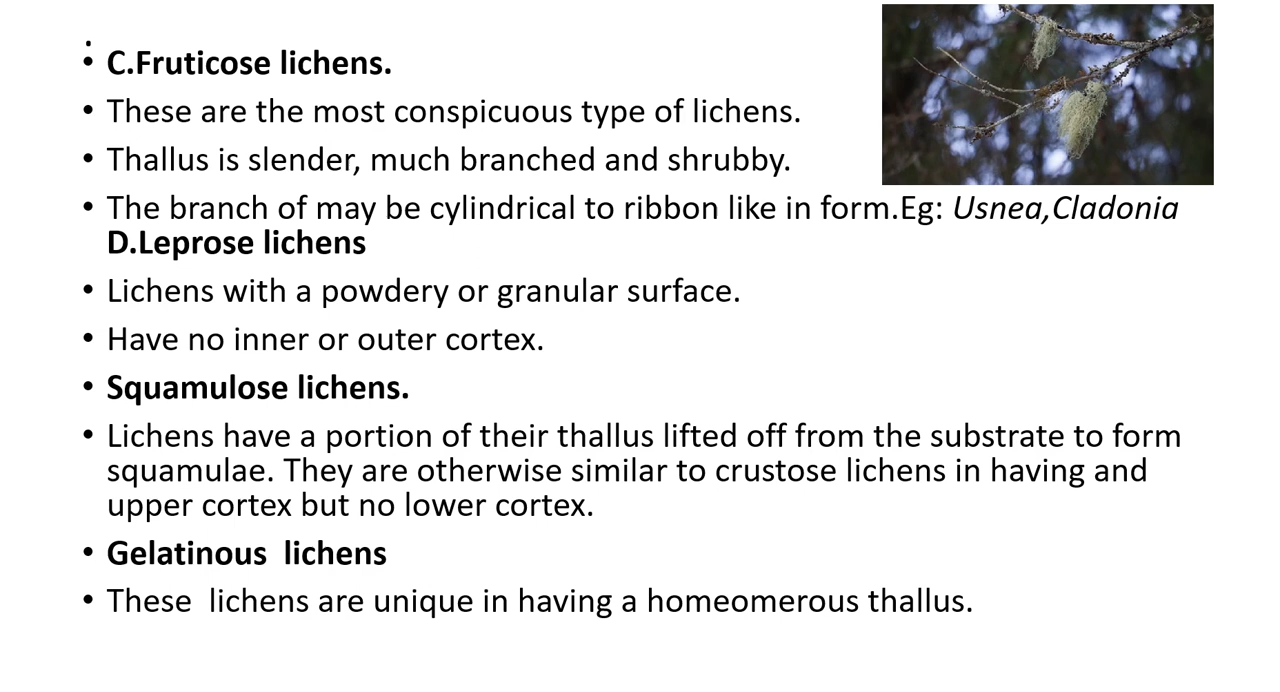 :
• C.Fruticose lichens.
• These are the most conspicuous type of lichens.
• Thallus is slender, much branched and shrubby.
• The branch of may be cylindrical to ribbon like in form.Eg: Usnea,Cladonia
D.Leprose lichens
• Lichens with a powdery or granular surface.
• Have no inner or outer cortex.
• Squamulose lichens.
• Lichens have a portion of their thallus lifted off from the substrate to form
squamulae. They are otherwise similar to crustose lichens in having and
upper cortex but no lower cortex.
• Gelatinous  lichens
• These  lichens are unique in having a homeomerous thallus.